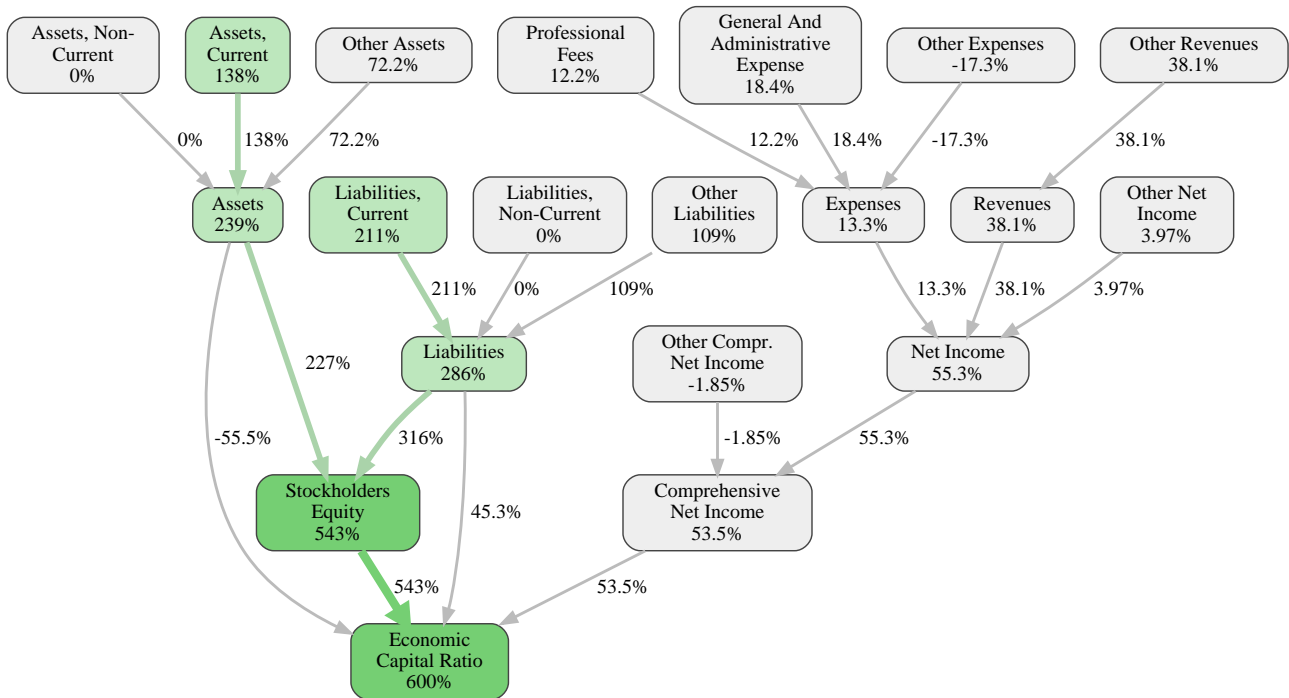 Assets, Non-
Current
0%
Assets,
Current
138%
Other Assets
72.2%
Professional
Fees
12.2%
General And
Administrative
Expense
18.4%
Other Expenses
-17.3%
Other Revenues
38.1%
0%
138%
72.2%
12.2%
18.4%
-17.3%
38.1%
Assets
239%
Liabilities,
Current
211%
Liabilities,
Non-Current
0%
Other
Liabilities
109%
Expenses
13.3%
Revenues
38.1%
Other Net
Income
3.97%
211%
0%
109%
13.3%
38.1%
3.97%
227%
Liabilities
286%
Other Compr.
Net Income
-1.85%
Net Income
55.3%
-55.5%
316%
-1.85%
55.3%
Stockholders
Equity
543%
45.3%
Comprehensive
Net Income
53.5%
543%
53.5%
Economic
Capital Ratio
600%